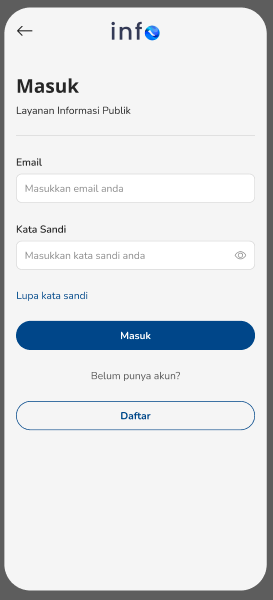 info
Masuk
Layanan Informasi Publik
Email
Masukkan email anda
Kata Sandi
Masukkan kata sandi anda
Lupa kata sandi
Masuk
Belum punya akun?
Daftar